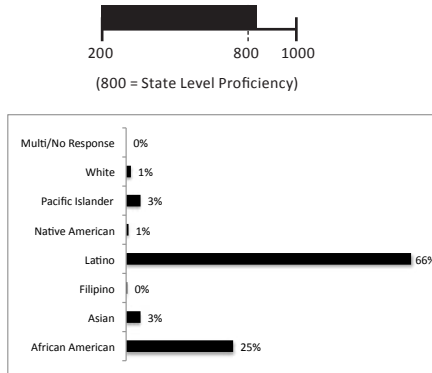 200 800 1000
(800 = State Level Proficiency)
Multi/No Response 0%
White 1%
Pacific Islander 3%
Native American 1%
Latino 66%
Filipino 0%
Asian 3%
African American 25%